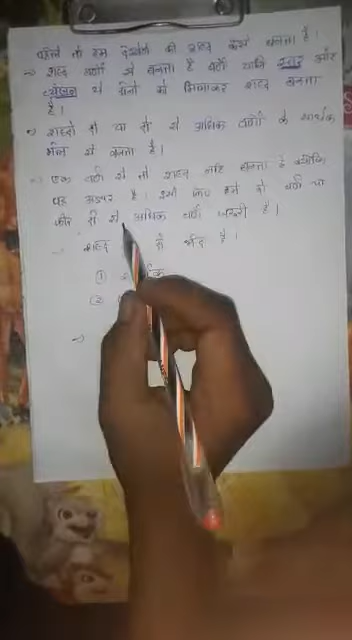 पहिले तो हम देखेंगे की शब्द कैसे बनता है।
→ शब्द वर्णों से बनता है वर्णों यानि स्वर और
व्यंजन ये दोनों को मिलाकर शब्द बनता
है।
→ शब्दों दो या दो से अधिक वर्णों के सार्थक
मेल से बनता है।
→ एक वर्ण से तो शब्द नहि बनता है क्योंकि
वह अक्षर है। इसी लिए हमे दो वर्ण या
दो से अधिक वर्ण जरूरी है।
→ शब्द दो भेद है।
①
②
→